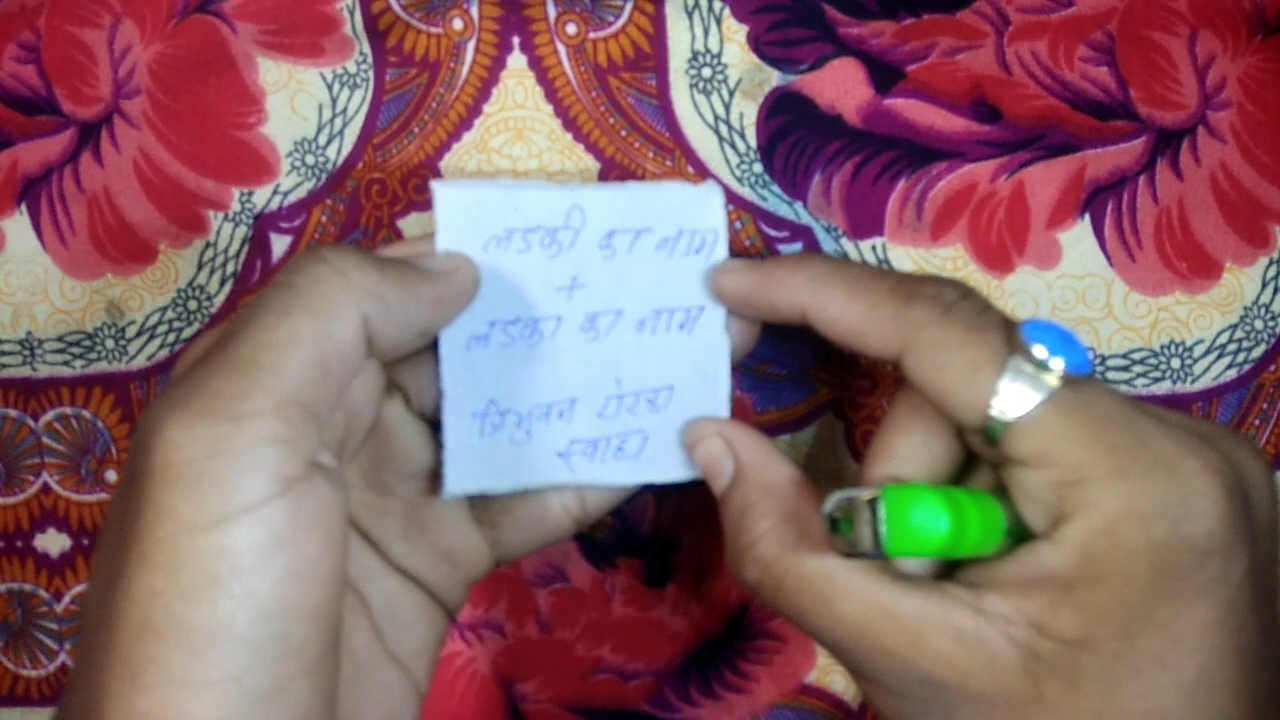 लडकी का नाम
+
लडका का नाम
त्रिभुवन
स्वाहा